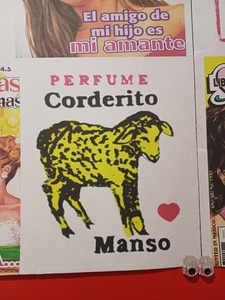 El amigo de
mi hijo es
mi amante
PERFUME
Corderito
Manso